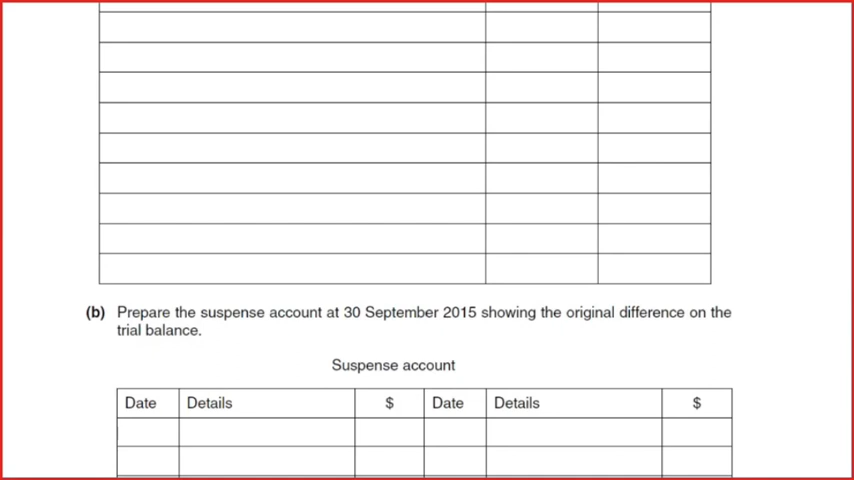 (b) Prepare the suspense account at 30 September 2015 showing the original difference on the
trial balance.
Suspense account
Date Details $ Date Details $